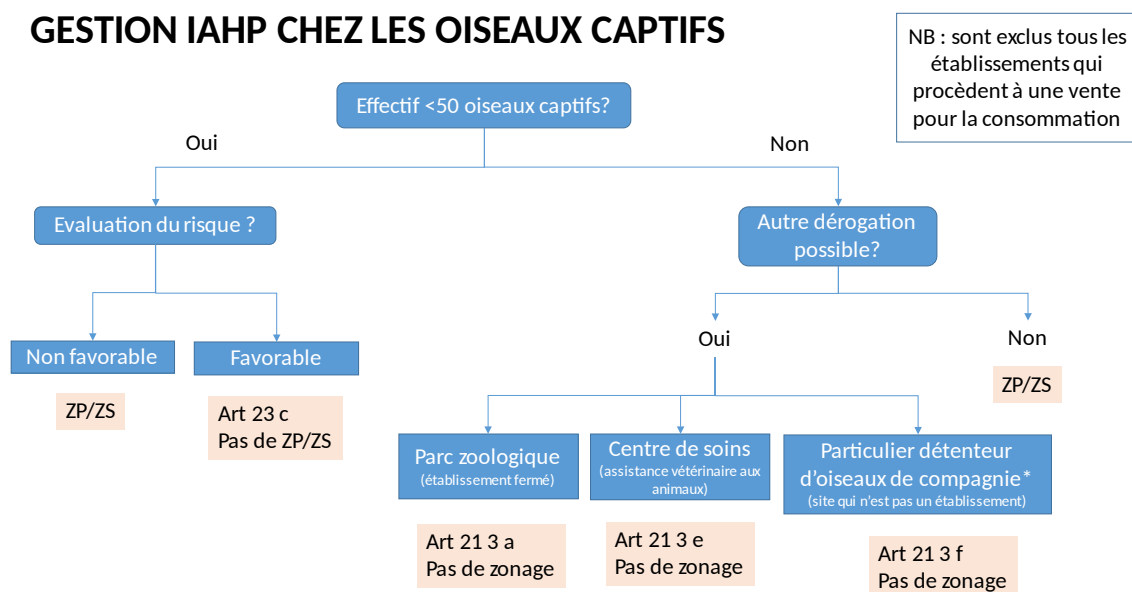 GESTION IAHP CHEZ LES OISEAUX CAPTIFS
NB : sont exclus tous les
établissements qui
procèdent à une vente
pour la consommation
Effectif <50 oiseaux captifs?
Oui
Non
Evaluation du risque ?
Autre dérogation
possible?
Non favorable
Favorable
Oui
Non
ZP/ZS
Art 23 c
Pas de ZP/ZS
ZP/ZS
Parc zoologique
(établissement fermé)
Centre de soins
(assistance vétérinaire aux
animaux)
Particulier détenteur
d’oiseaux de compagnie*
(site qui n’est pas un établissement)
Art 21 3 a
Pas de zonage
Art 21 3 e
Pas de zonage
Art 21 3 f
Pas de zonage